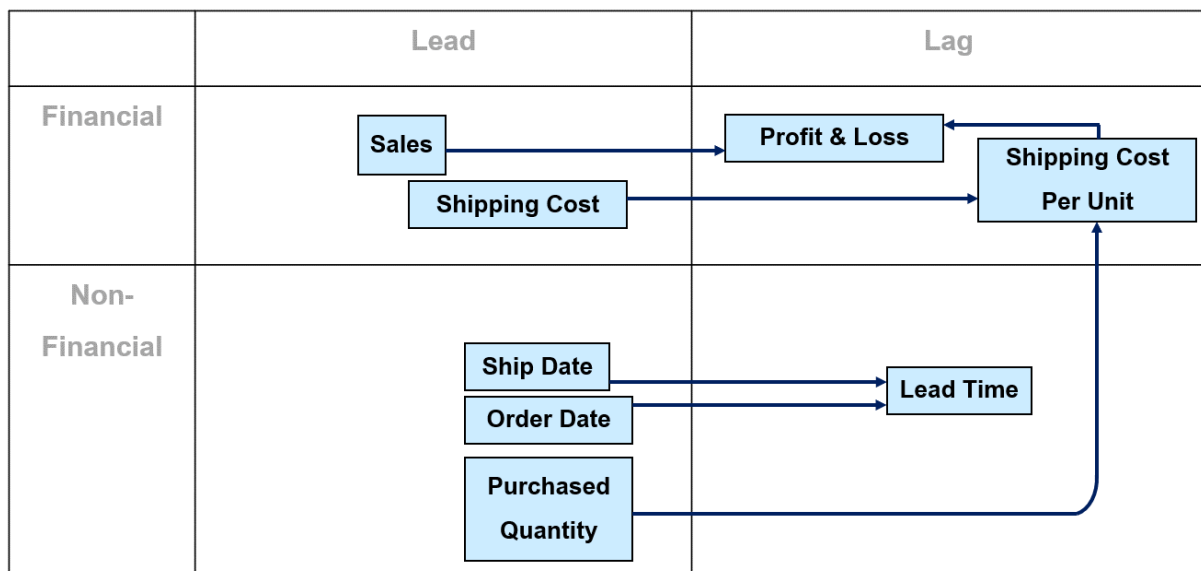 Lead
Lag
Financial
Sales
Profit & Loss
Shipping Cost
Per Unit
Shipping Cost
Non-
Financial
Ship Date
Lead Time
Order Date
Purchased
Quantity